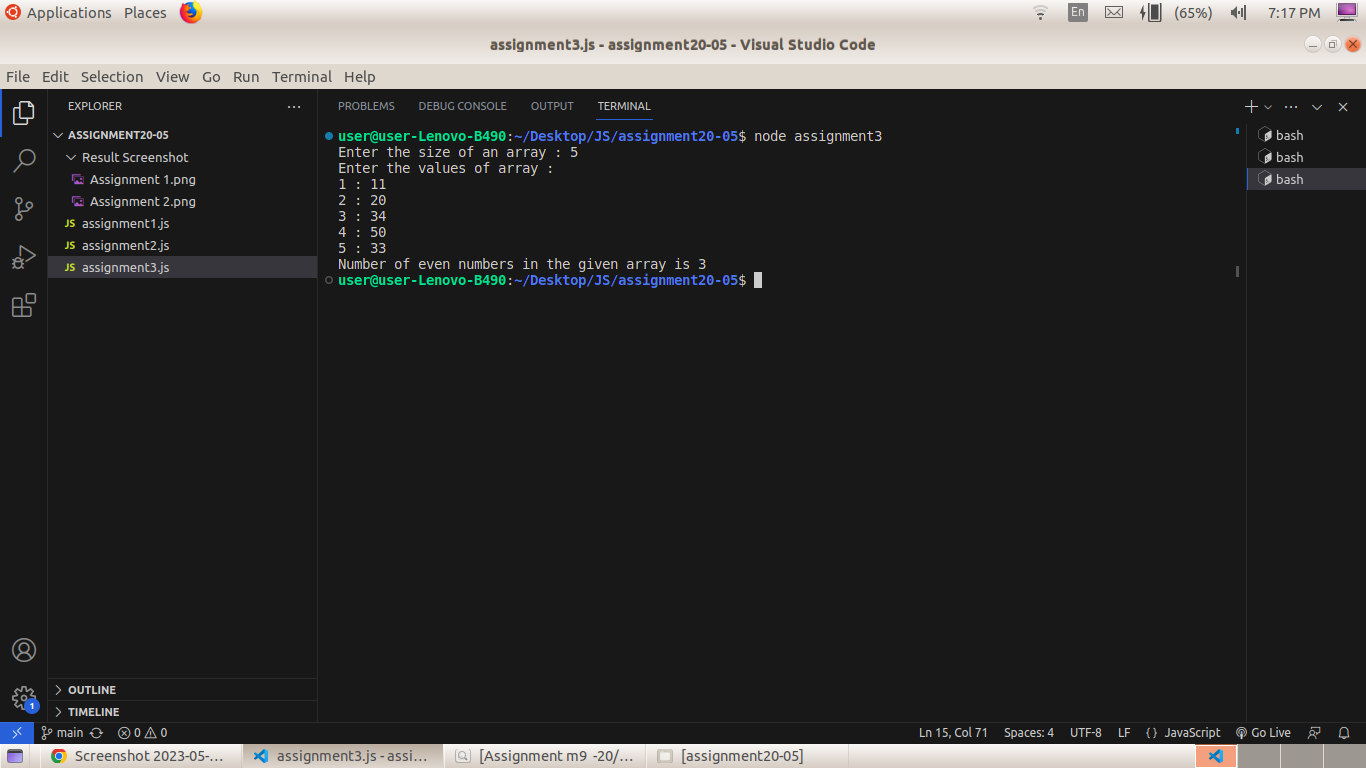 Applications Places En (65%) 7:17 PM
assignment3.js - assignment20-05 - Visual Studio Code
File Edit Selection View Go Run Terminal Help
EXPLORER
ASSIGNMENT20-05
Result Screenshot
Assignment 1.png
Assignment 2.png
JS assignment1.js
JS assignment2.js
JS assignment3.js
OUTLINE
TIMELINE
1
PROBLEMS DEBUG CONSOLE OUTPUT TERMINAL
user@user-Lenovo-B490:~/Desktop/JS/assignment20-05$ node assignment3
Enter the size of an array : 5
Enter the values of array :
1 : 11
2 : 20
3 : 34
4 : 50
5 : 33
Number of even numbers in the given array is 3
user@user-Lenovo-B490:~/Desktop/JS/assignment20-05$
bash
bash
bash
main 0 0 Ln 15, Col 71 Spaces: 4 UTF-8 LF {} JavaScript Go Live
Screenshot 2023-05-... assignment3.js - assi... [Assignment m9 -20/... [assignment20-05]